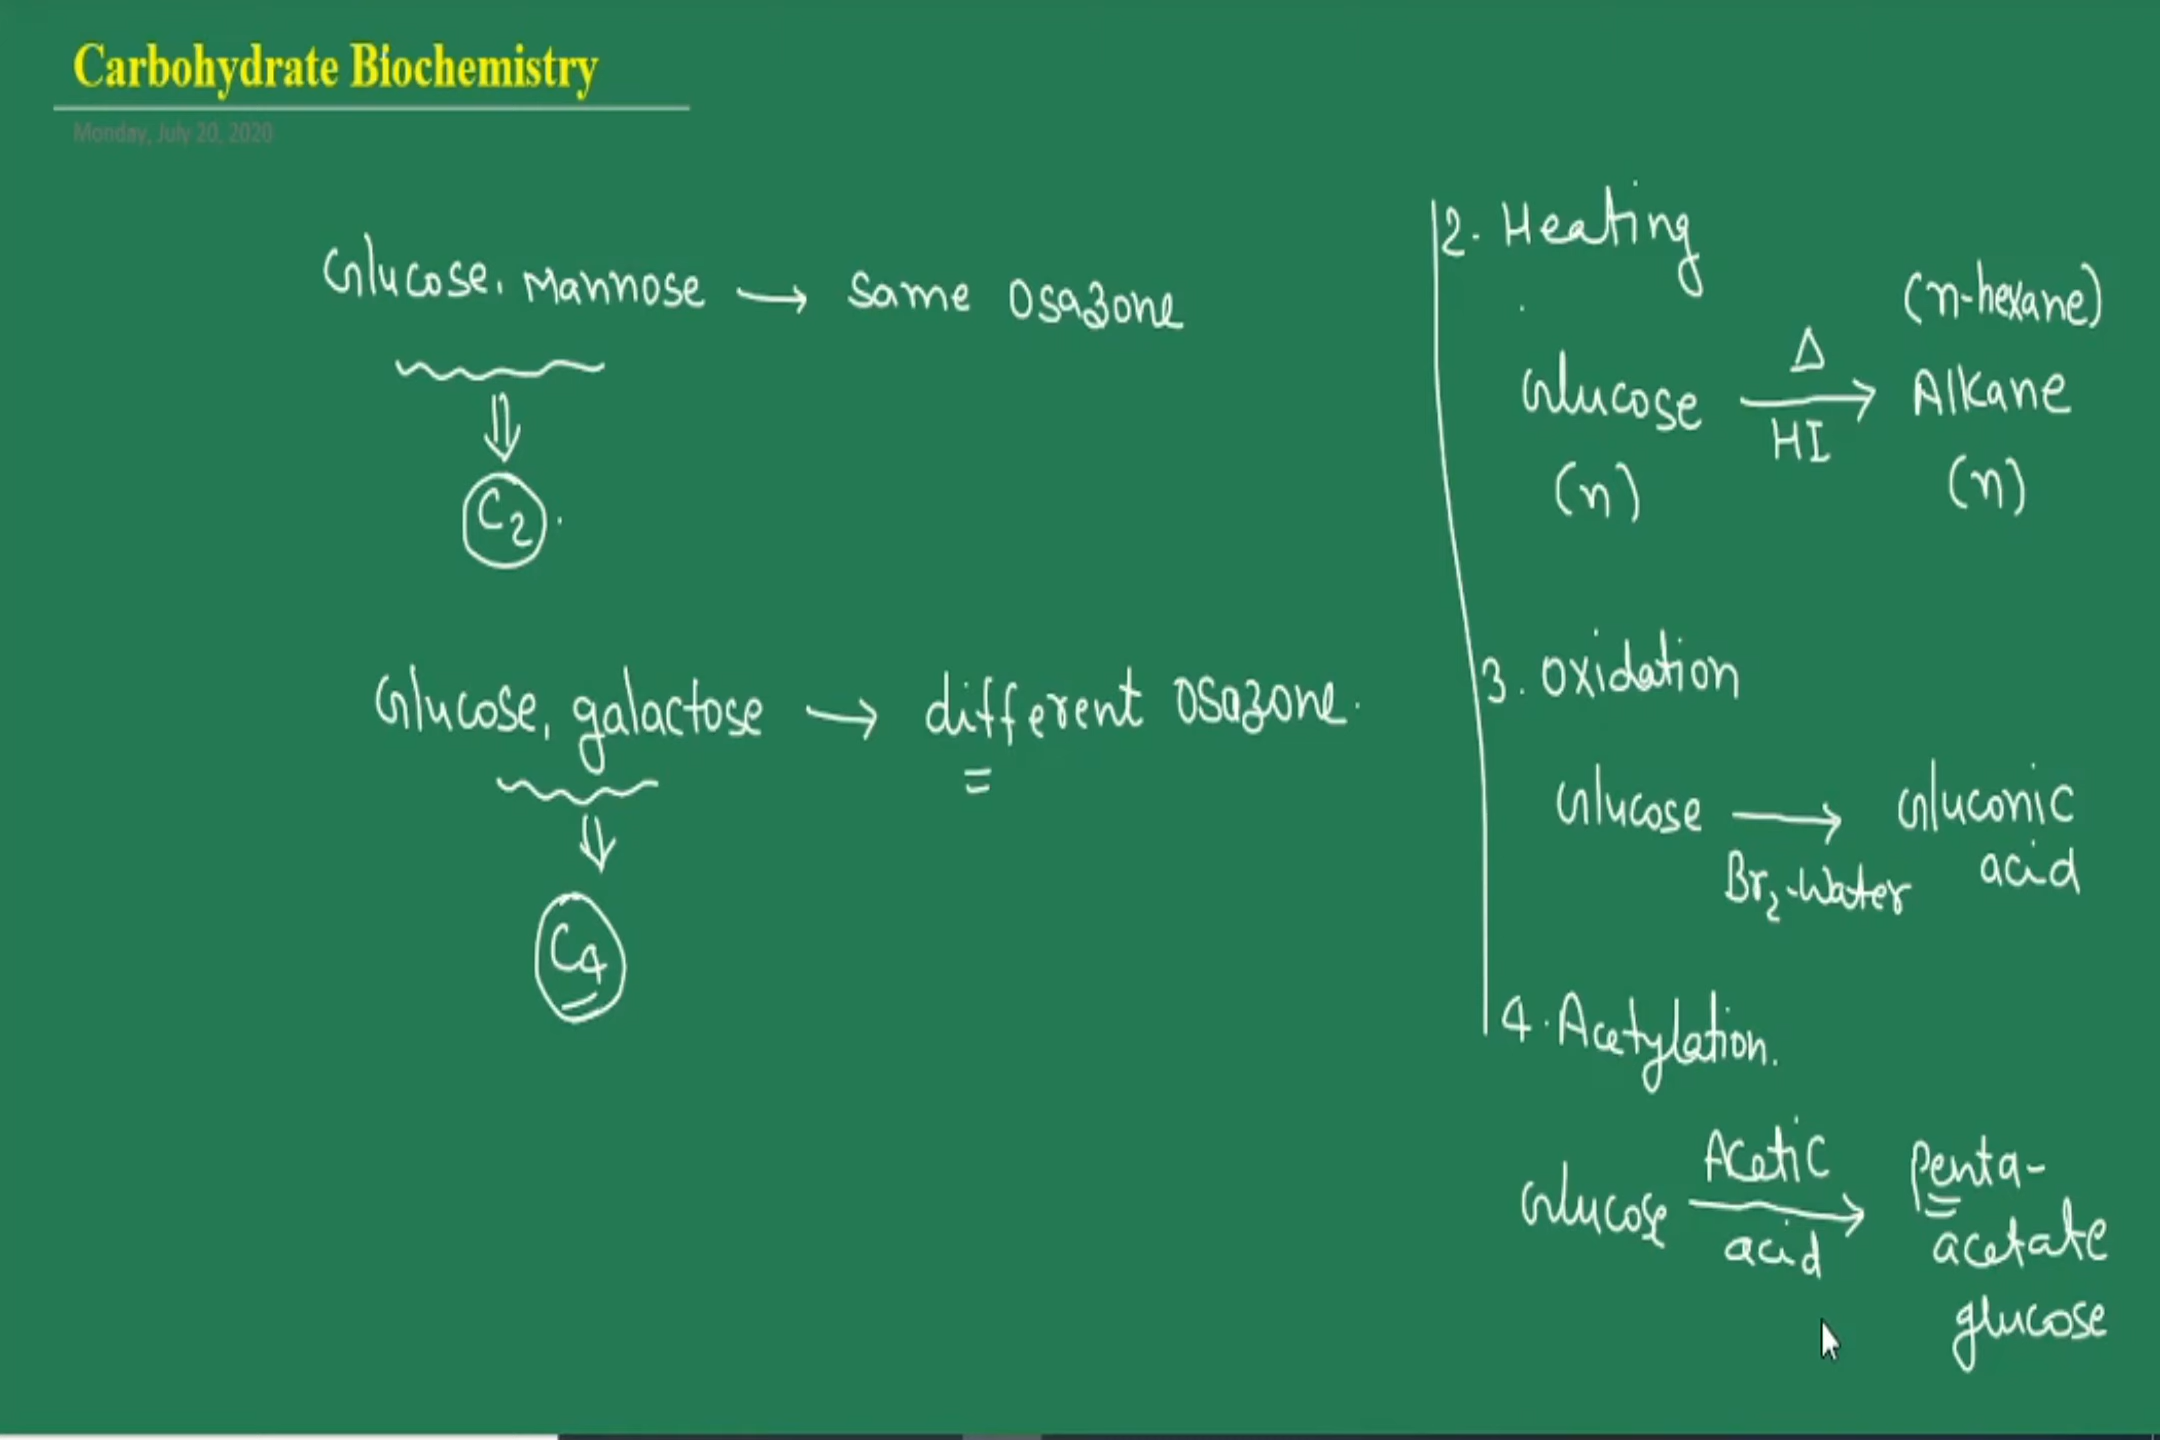 Carbohydrate Biochemistry
Monday, July 20, 2020
Glucose, Mannose → Same Osazone
⇓
C2.
Glucose, galactose → different Osazone.
⇓
C4
2. Heating
(n-hexane)
Glucose Δ → HI Alkane
(n) (n)
3. Oxidation
Glucose → Gluconic
Br2-Water acid
4. Acetylation.
Glucose Acetic → acid Penta-
acetate
glucose